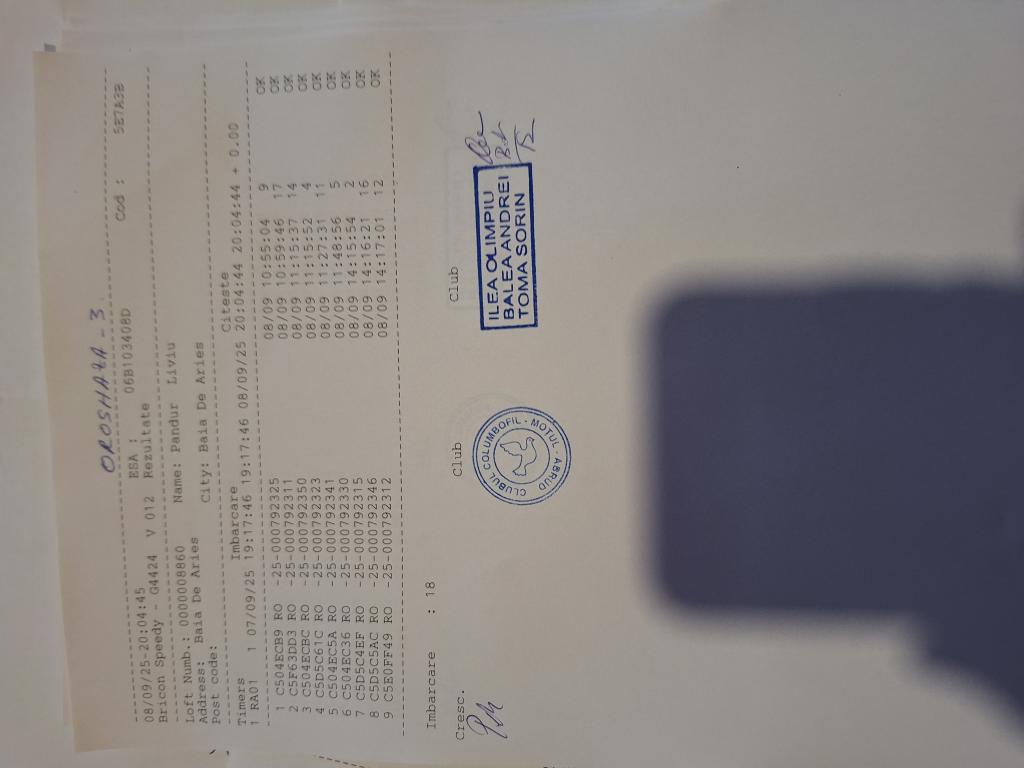 OROSHAZA-3
08/09/25-20:04:45 ESA : 06B103408D Cod : 5E7A3B
Bricon Speedy - G4424 V 012 Rezultate
Loft Numb.: 0000008860 Name: Pandur Liviu
Address: Baia De Aries City: Baia De Aries
Post code:
Timers Imbarcare Citeste
1 RA01 1 07/09/25 19:17:46 19:17:46 08/09/25 20:04:44 20:04:44 + 0.00
1 C504ECB9 RO -25-000792325 08/09 10:55:04 9 OK
2 C5F63DD3 RO -25-000792311 08/09 10:59:46 17 OK
3 C504ECBC RO -25-000792350 08/09 11:15:37 14 OK
4 C5D5C61C RO -25-000792323 08/09 11:15:52 4 OK
5 C504EC5A RO -25-000792341 08/09 11:27:31 11 OK
6 C504EC36 RO -25-000792330 08/09 11:48:56 5 OK
7 C5D5C4EF RO -25-000792315 08/09 14:15:54 2 OK
8 C5D5C5AC RO -25-000792346 08/09 14:16:21 16 OK
9 C5E0FF49 RO -25-000792312 08/09 14:17:01 12 OK
Imbarcare : 18
Cresc. Club Club
CLUBUL COLUMBOFIL - MOTUL - ABRUD
ILEA OLIMPIU
BALEA ANDREI
TOMA SORIN